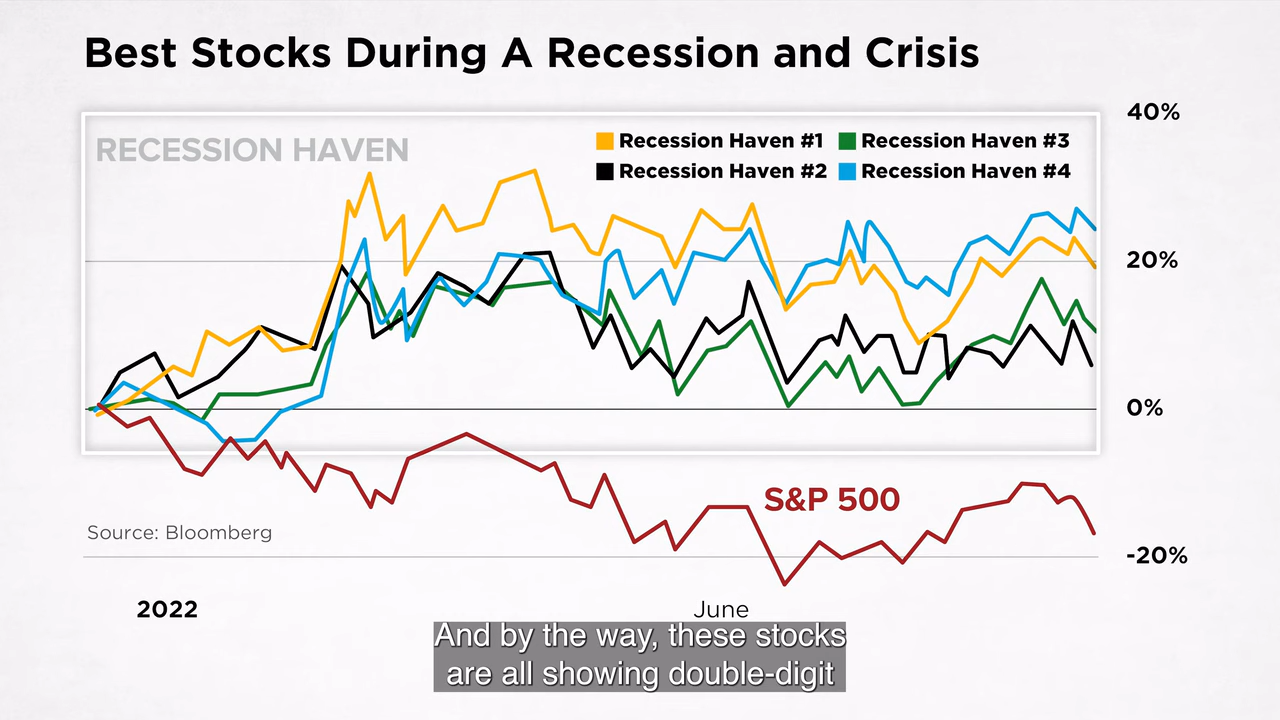 Best Stocks During A Recession and Crisis
40%
RECESSION HAVEN
Recession Haven #1
Recession Haven #3
Recession Haven #2
Recession Haven #4
20%
0%
S&P 500
Source: Bloomberg
-20%
2022
June
And by the way, these stocks
are all showing double-digit